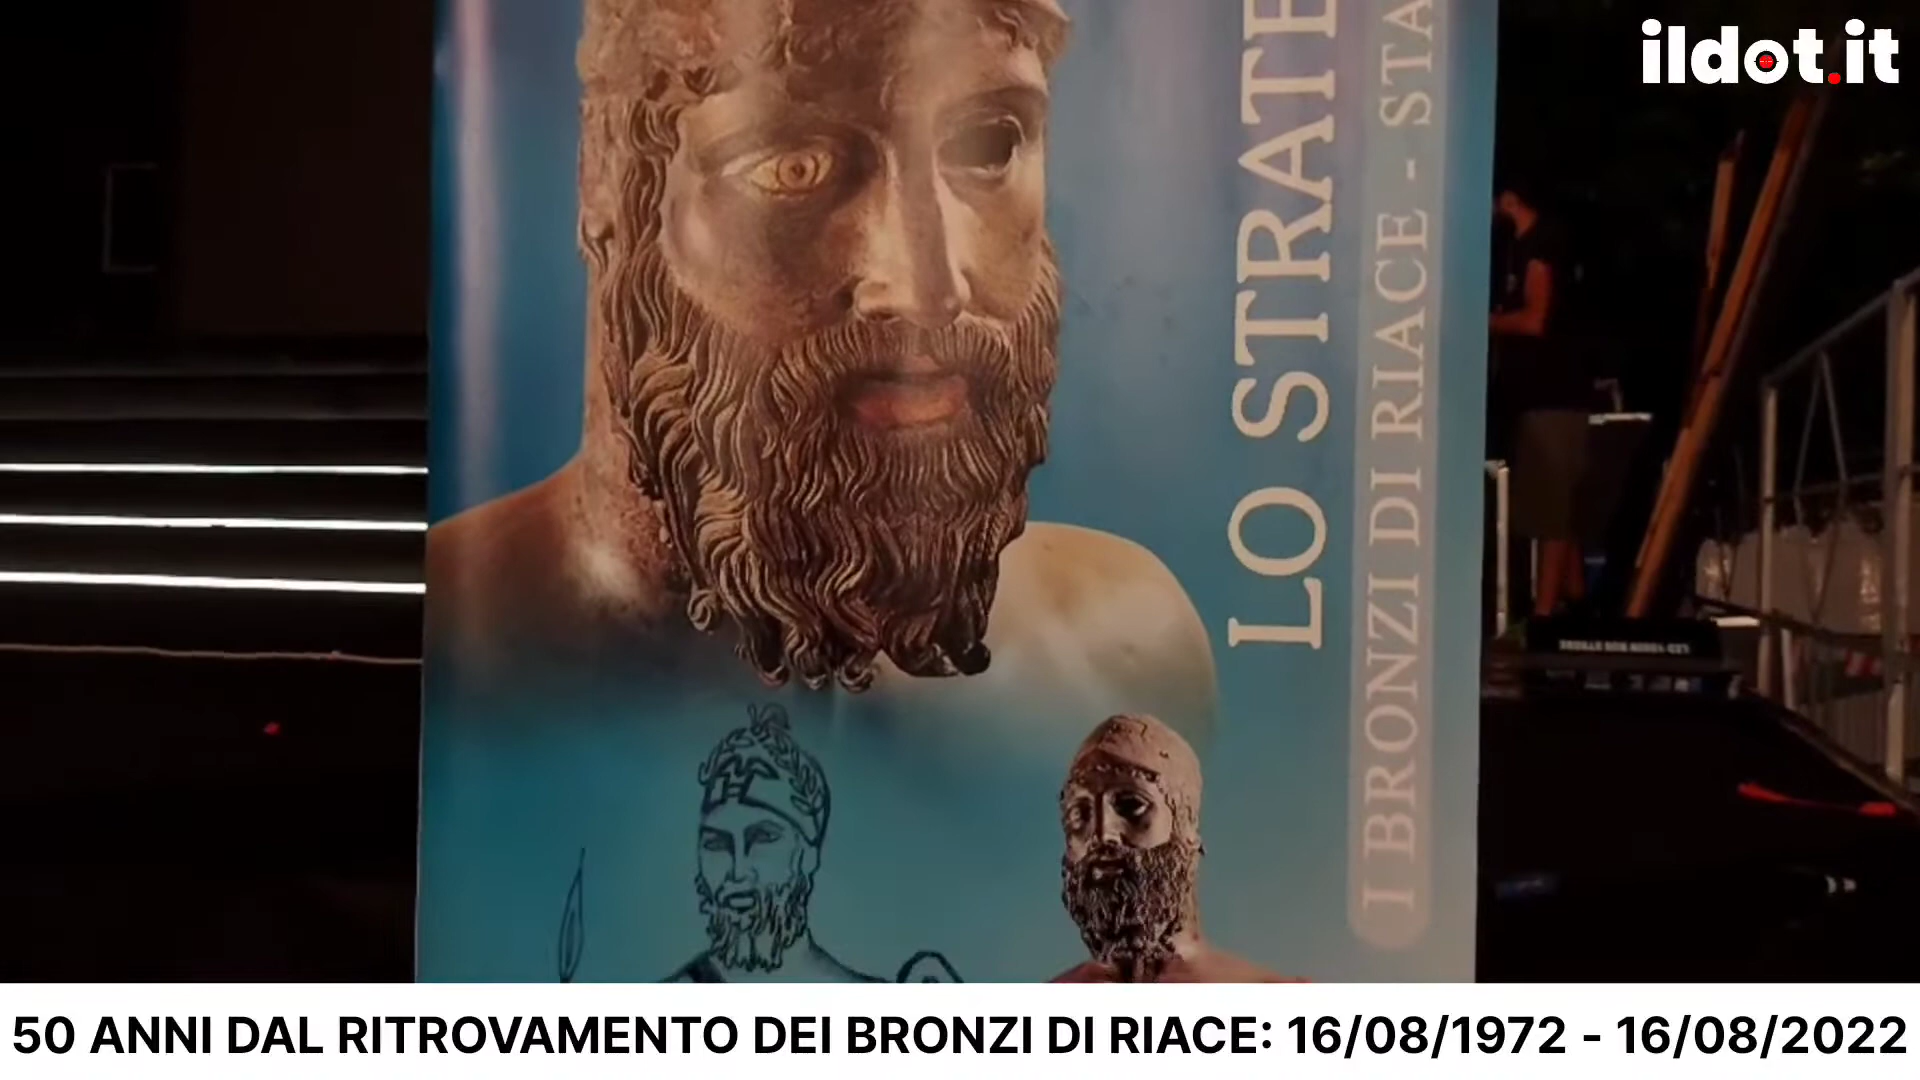 ildot.it
LO STRATE
I BRONZI DI RIACE - STA
50 ANNI DAL RITROVAMENTO DEI BRONZI DI RIACE: 16/08/1972 - 16/08/2022